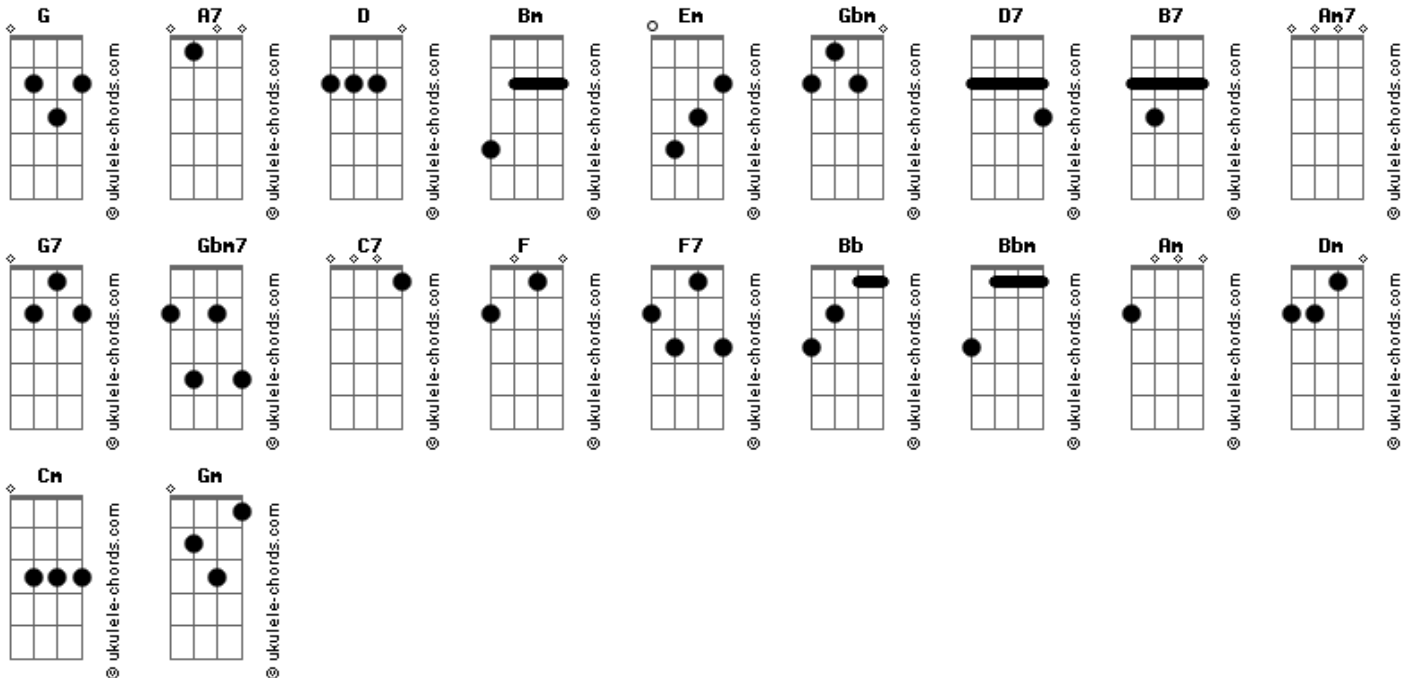 G A7 D Bm Em Gbm D7 B7 Am7
© ukulele-chords.com © ukulele-chords.com © ukulele-chords.com © ukulele-chords.com © ukulele-chords.com © ukulele-chords.com © ukulele-chords.com © ukulele-chords.com © ukulele-chords.com
G7 Gbm7 C7 F F7 Bb Bbm Am Dm
© ukulele-chords.com © ukulele-chords.com © ukulele-chords.com © ukulele-chords.com © ukulele-chords.com © ukulele-chords.com © ukulele-chords.com © ukulele-chords.com © ukulele-chords.com
Cm Gm
© ukulele-chords.com © ukulele-chords.com